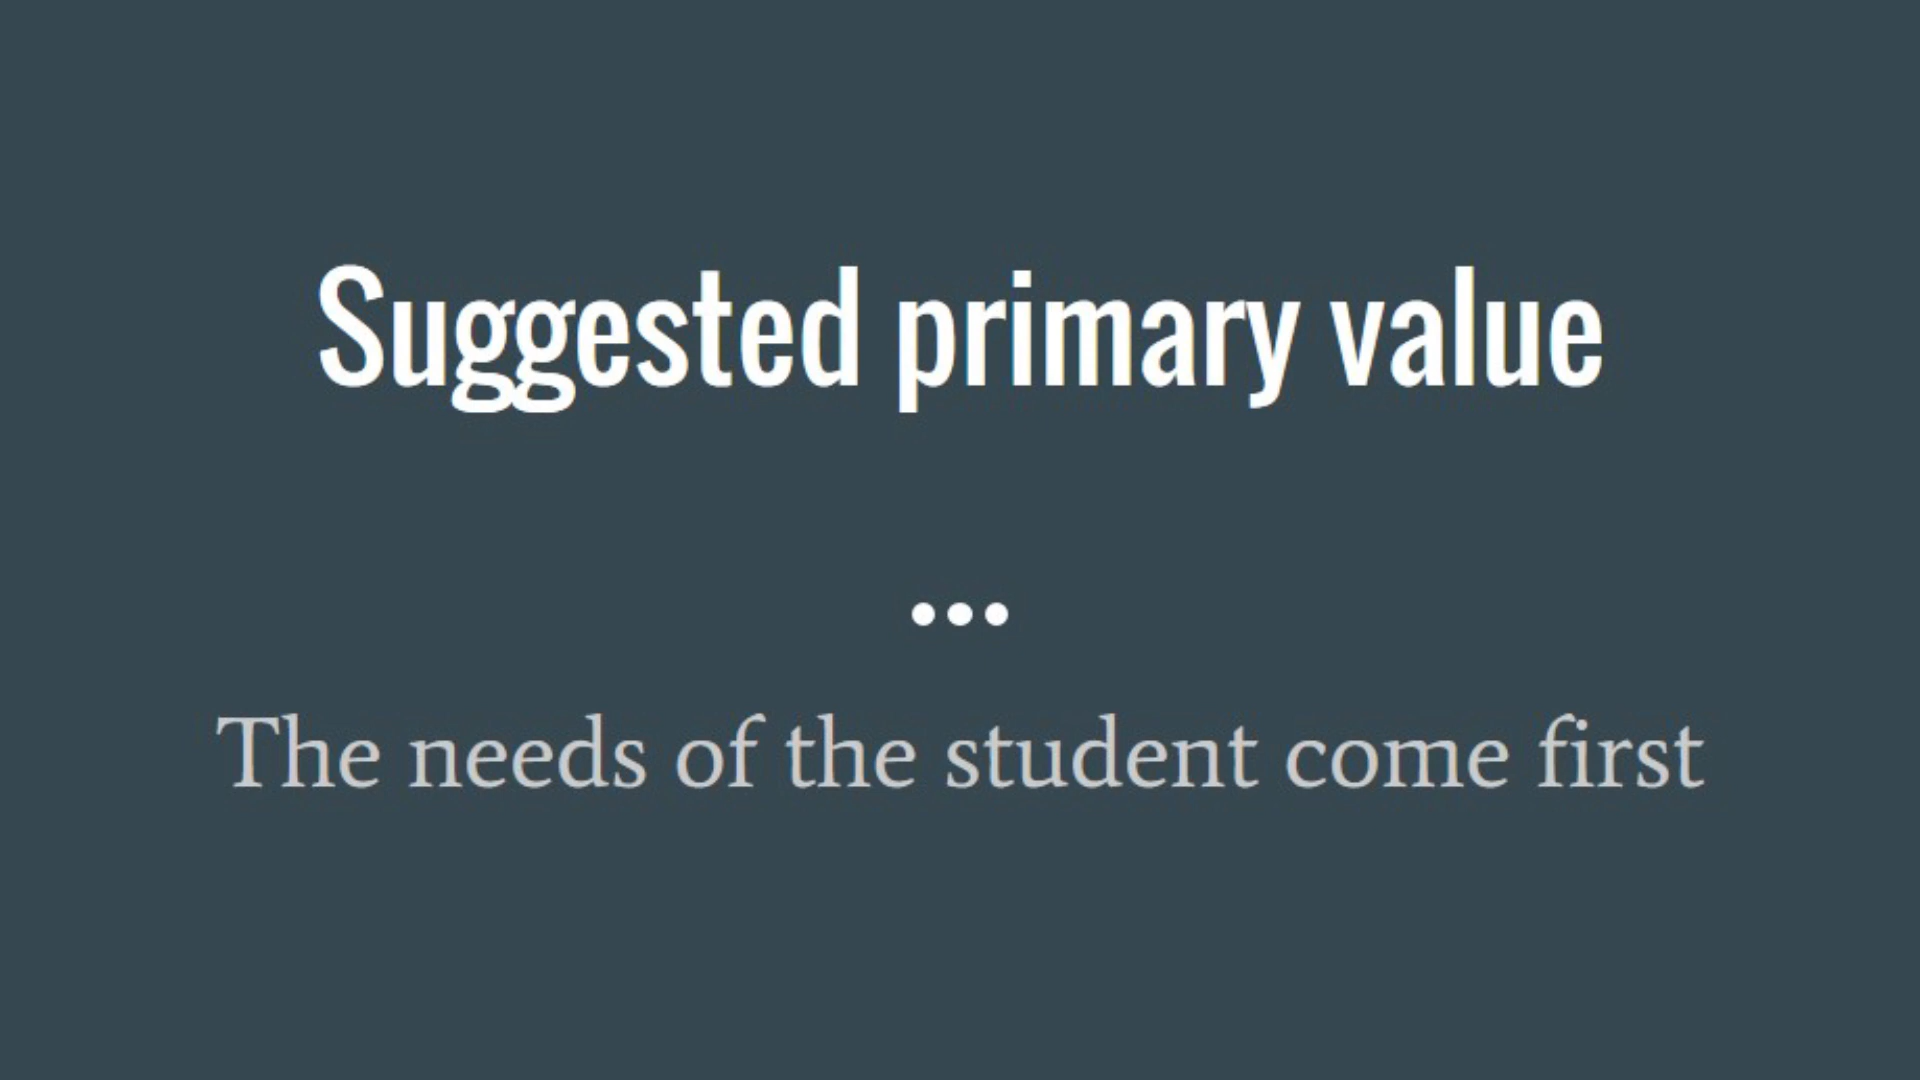 Suggested primary value
...
The needs of the student come first